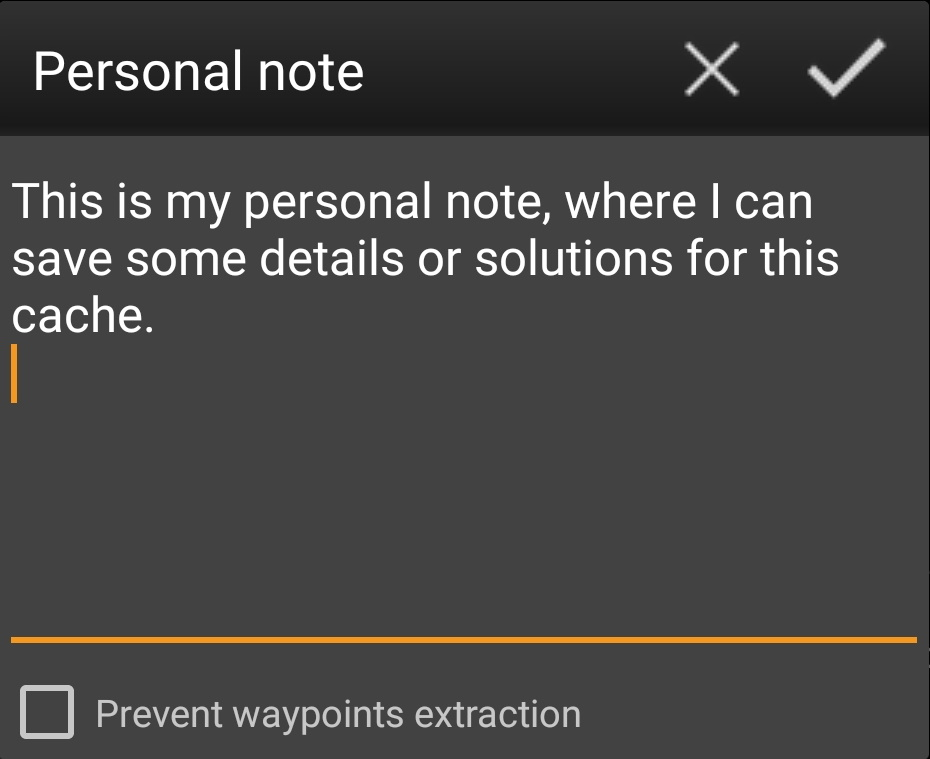 Personal note
This is my personal note, where I can
save some details or solutions for this
cache.
Prevent waypoints extraction